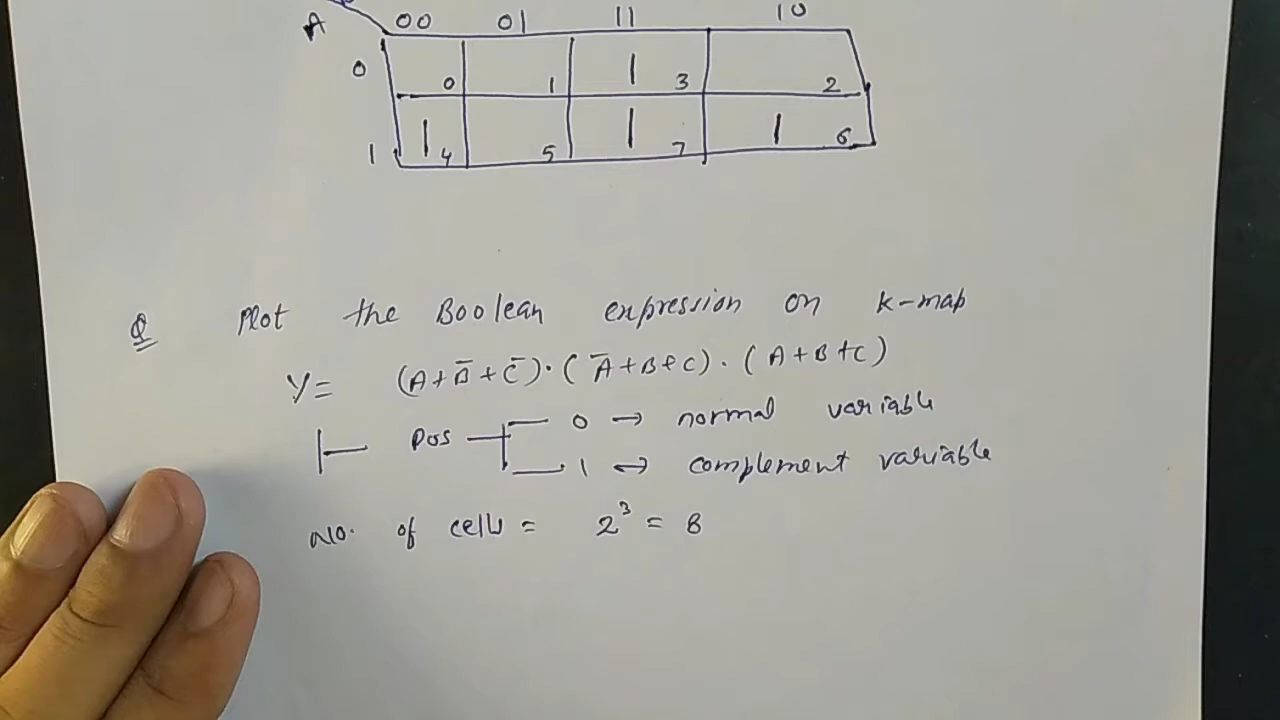 A 00 01 11 10
0 0 1 1 3 2
1 1 4 5 1 7 1 6
Q Plot the Boolean expression on k-map
Y = (A+B̅+C̅)·(A̅+B+C)·(A+B+C)
POS 0 → normal variable
1 → complement variable
No. of cells = 2³ = 8